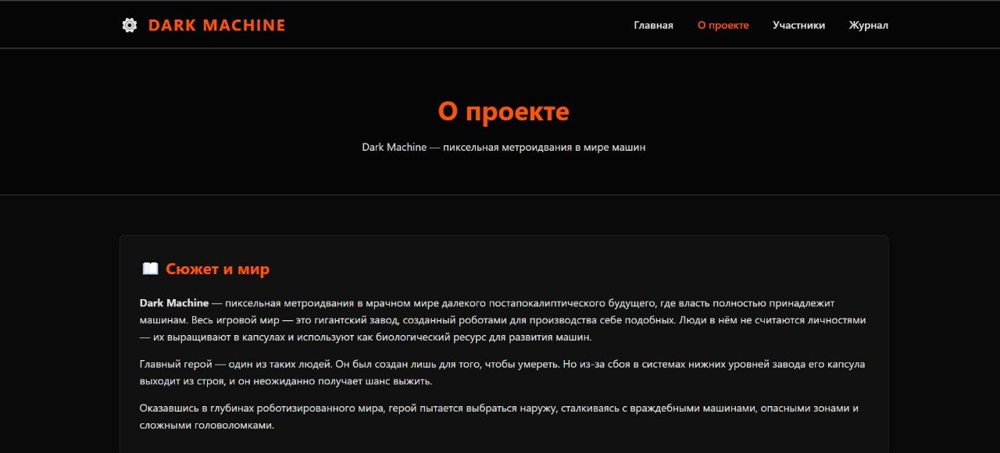 DARK MACHINE
Главная О проекте Участники Журнал
О проекте
Dark Machine — пиксельная метроидвания в мире машин
Сюжет и мир
Dark Machine — пиксельная метроидвания в мрачном мире далекого постапокалиптического будущего, где власть полностью принадлежит
машинам. Весь игровой мир — это гигантский завод, созданный роботами для производства себе подобных. Люди в нём не считаются личностями
— их выращивают в капсулах и используют как биологический ресурс для развития машин.
Главный герой — один из таких людей. Он был создан лишь для того, чтобы умереть. Но из-за сбоя в системах нижних уровней завода его капсула
выходит из строя, и он неожиданно получает шанс выжить.
Оказавшись в глубинах роботизированного мира, герой пытается выбраться наружу, сталкиваясь с враждебными машинами, опасными зонами и
сложными головоломками.